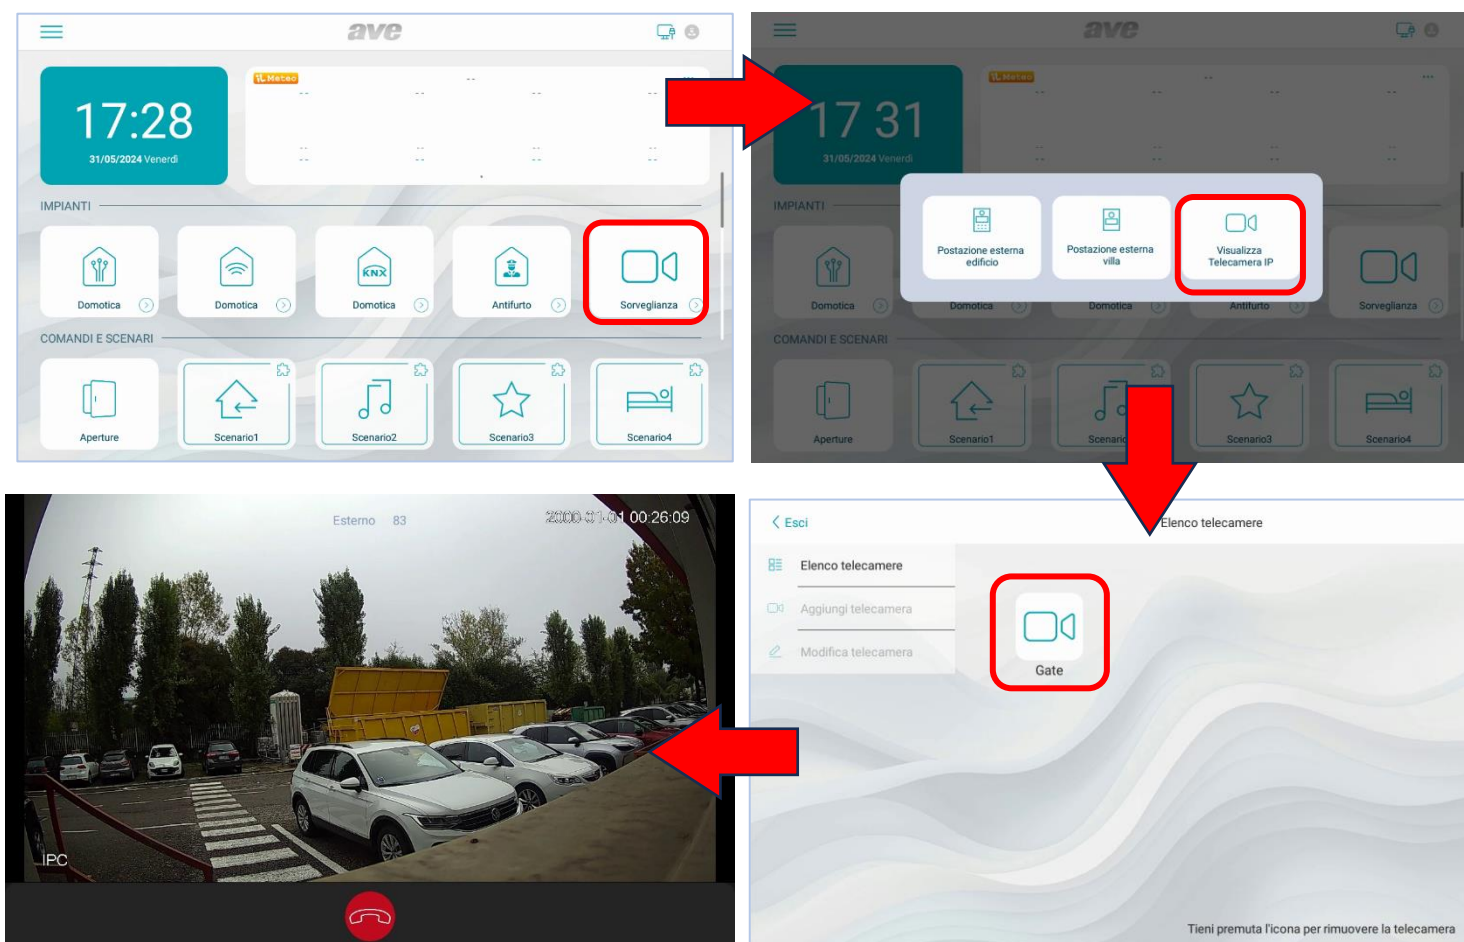 ave
iL Meteo
--
...
-- -- -- --
17:28
31/05/2024 Venerdì
-- -- -- --
-- -- -- --
IMPIANTI
Domotica
Domotica
KNX
Domotica
Antifurto
Sorveglianza
COMANDI E SCENARI
Aperture
Scenario1
Scenario2
Scenario3
Scenario4
ave
iL Meteo
--
...
-- -- -- --
17 31
31/05/2024 Venerdì
-- -- -- --
-- -- -- --
IMPIANTI
Postazione esterna
edificio
Postazione esterna
villa
Visualizza
Telecamera IP
Domotica
Domotica
Domotica
Antifurto
Sorveglianza
COMANDI E SCENARI
Aperture
Scenario1
Scenario3
Scenario4
Esterno 83
2000-01-01 00:26:09
IPC
Esci
Elenco telecamere
Elenco telecamere
Aggiungi telecamera
Modifica telecamera
Gate
Tieni premuta l'icona per rimuovere la telecamera